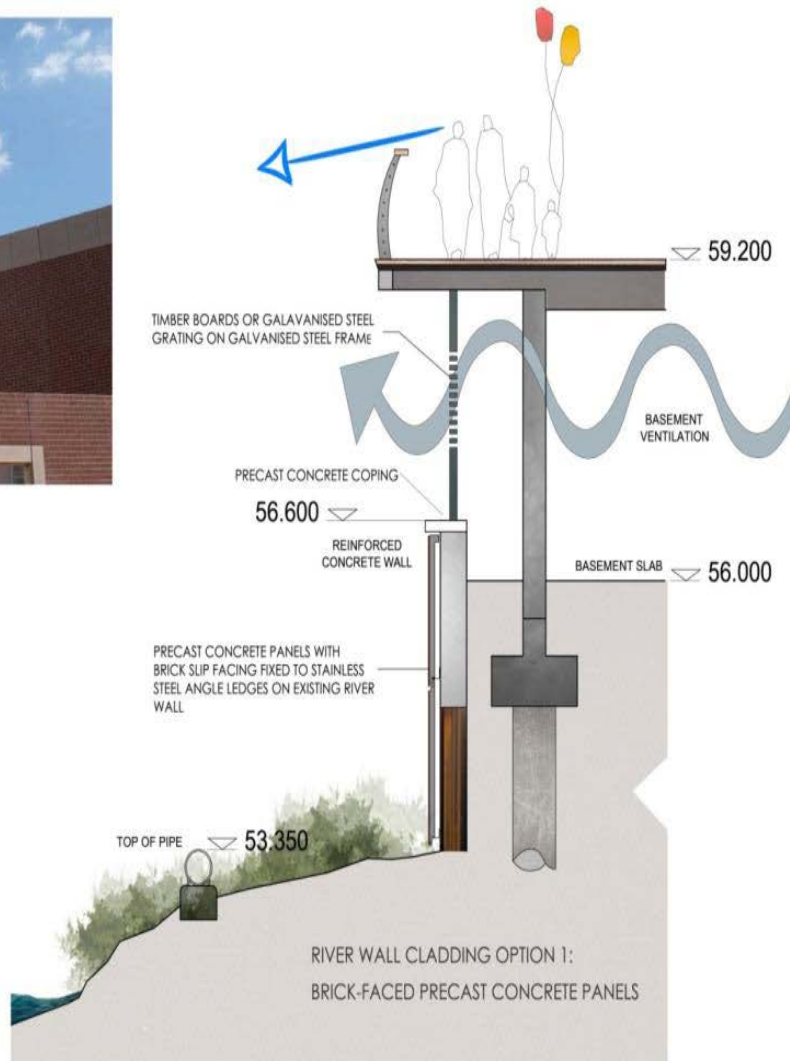 59.200
TIMBER BOARDS OR GALAVANISED STEEL
GRATING ON GALVANISED STEEL FRAME
BASEMENT
VENTILATION
PRECAST CONCRETE COPING
56.600
REINFORCED
CONCRETE WALL
BASEMENT SLAB 56.000
PRECAST CONCRETE PANELS WITH
BRICK SLIP FACING FIXED TO STAINLESS
STEEL ANGLE LEDGES ON EXISTING RIVER
WALL
TOP OF PIPE 53.350
RIVER WALL CLADDING OPTION 1:
BRICK-FACED PRECAST CONCRETE PANELS